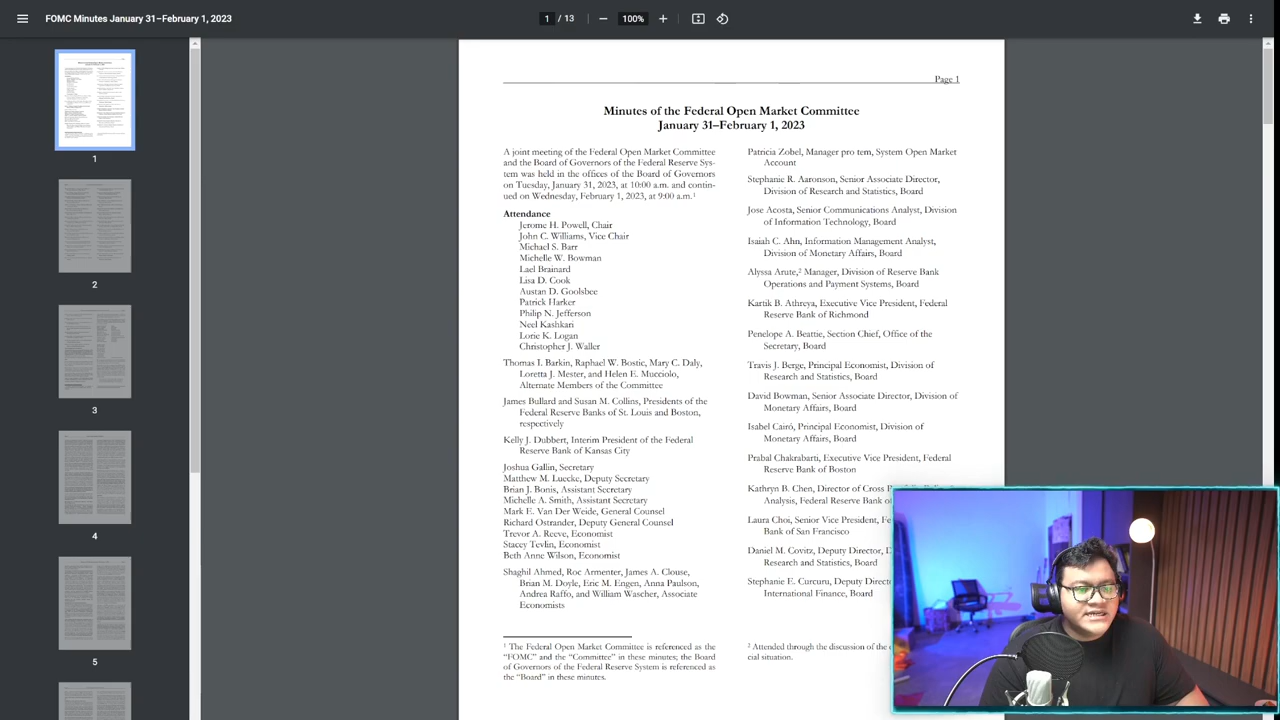 FOMC Minutes January 31–February 1, 2023
1 / 13
100%
1
2
3
4
5
Page 1
Minutes of the Federal Open Market Committee
January 31–February 1, 2023
A joint meeting of the Federal Open Market Committee
and the Board of Governors of the Federal Reserve Sys-
tem was held in the offices of the Board of Governors
on Tuesday, January 31, 2023, at 10:00 a.m. and contin-
ued on Wednesday, February 1, 2023, at 9:00 a.m.¹
Attendance
Jerome H. Powell, Chair
John C. Williams, Vice Chair
Michael S. Barr
Michelle W. Bowman
Lael Brainard
Lisa D. Cook
Austan D. Goolsbee
Patrick Harker
Philip N. Jefferson
Neel Kashkari
Lorie K. Logan
Christopher J. Waller
Thomas I. Barkin, Raphael W. Bostic, Mary C. Daly,
Loretta J. Mester, and Helen E. Mucciolo,
Alternate Members of the Committee
James Bullard and Susan M. Collins, Presidents of the
Federal Reserve Banks of St. Louis and Boston,
respectively
Kelly J. Dubbert, Interim President of the Federal
Reserve Bank of Kansas City
Joshua Gallin, Secretary
Matthew M. Luecke, Deputy Secretary
Brian J. Bonis, Assistant Secretary
Michelle A. Smith, Assistant Secretary
Mark E. Van Der Weide, General Counsel
Richard Ostrander, Deputy General Counsel
Trevor A. Reeve, Economist
Stacey Tevlin, Economist
Beth Anne Wilson, Economist
Shaghil Ahmed, Roc Armenter, James A. Clouse,
Brian M. Doyle, Eric M. Engen, Anna Paulson,
Andrea Raffo, and William Wascher, Associate
Economists
¹ The Federal Open Market Committee is referenced as the
“FOMC” and the “Committee” in these minutes; the Board
of Governors of the Federal Reserve System is referenced as
the “Board” in these minutes.
Patricia Zobel, Manager pro tem, System Open Market
Account
Stephanie R. Aaronson, Senior Associate Director,
Division of Research and Statistics, Board
Jose Acosta, Senior Communications Analyst, Division
of Information Technology, Board
Isaiah C. Ahn, Information Management Analyst,
Division of Monetary Affairs, Board
Alyssa Arute,² Manager, Division of Reserve Bank
Operations and Payment Systems, Board
Kartik B. Athreya, Executive Vice President, Federal
Reserve Bank of Richmond
Penelope A. Beattie, Section Chief, Office of the
Secretary, Board
Travis J. Berge, Principal Economist, Division of
Research and Statistics, Board
David Bowman, Senior Associate Director, Division of
Monetary Affairs, Board
Isabel Cairó, Principal Economist, Division of
Monetary Affairs, Board
Prabal Chakrabarti, Executive Vice President, Federal
Reserve Bank of Boston
Kathryn B. Chen, Director of Cross
Analysis, Federal Reserve Bank of
Laura Choi, Senior Vice President, Fe
Bank of San Francisco
Daniel M. Covitz, Deputy Director, D
Research and Statistics, Board
Stephanie E. Curcuru, Deputy Directo
International Finance, Board
² Attended through the discussion of the
cial situation.